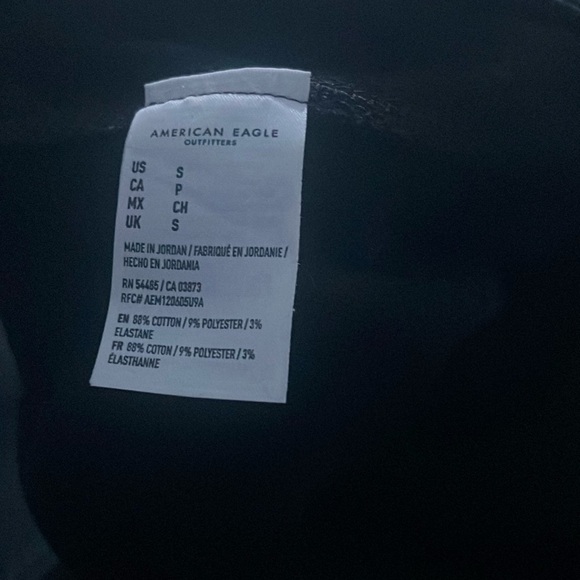 AMERICAN EAGLE
OUTFITTERS
US S
CA P
MX CH
UK S
MADE IN JORDAN / FABRIQUÉ EN JORDANIE /
HECHO EN JORDANIA
RN 54485 / CA 03873
RFC# AEM120605U9A
EN 88% COTTON / 9% POLYESTER / 3%
ELASTANE
FR 88% COTON / 9% POLYESTER / 3%
ÉLASTHANNE